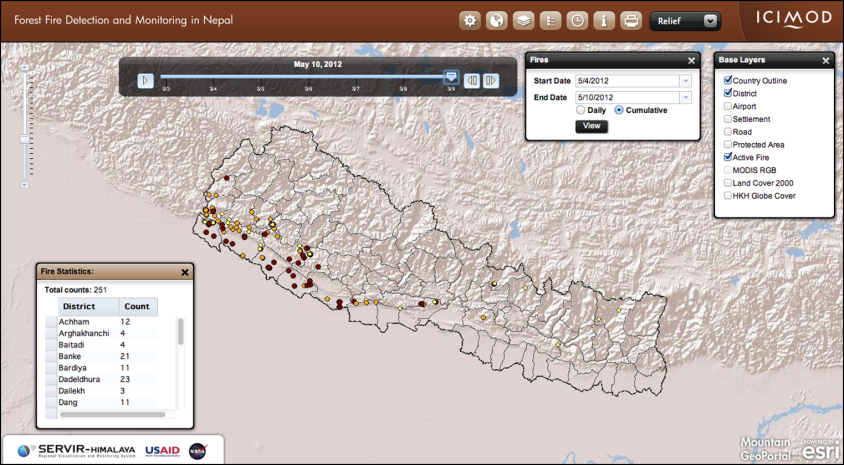 Forest Fire Detection and Monitoring in Nepal
Relief
ICIMOD
May 10, 2012
5/3 5/4 5/5 5/6 5/7 5/8 5/9
Fires
Start Date 5/4/2012
End Date 5/10/2012
Daily Cumulative
View
Base Layers
Country Outline
District
Airport
Settlement
Road
Protected Area
Active Fire
MODIS RGB
Land Cover 2000
HKH Globe Cover
Fire Statistics:
Total counts: 251
District Count
Achham 12
Arghakhanchi 4
Baitadi 4
Banke 21
Bardiya 11
Dadeldhura 23
Dailekh 3
Dang 11
SERVIR-HIMALAYA
Regional Visualization and Monitoring System
USAID
FROM THE AMERICAN PEOPLE
NASA
Mountain
GeoPortal
POWERED BY
esri